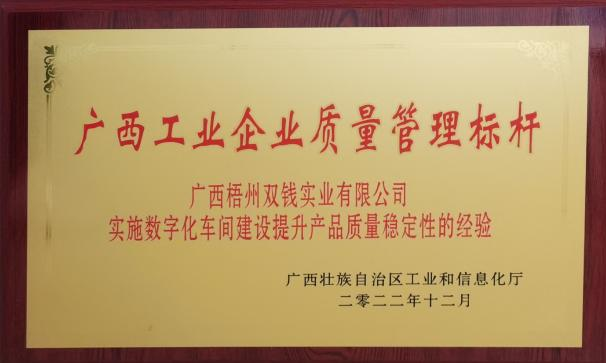 广西工业企业质量管理标杆
广西梧州双钱实业有限公司
实施数字化车间建设提升产品质量稳定性的经验
广西壮族自治区工业和信息化厅
二零二二年十二月